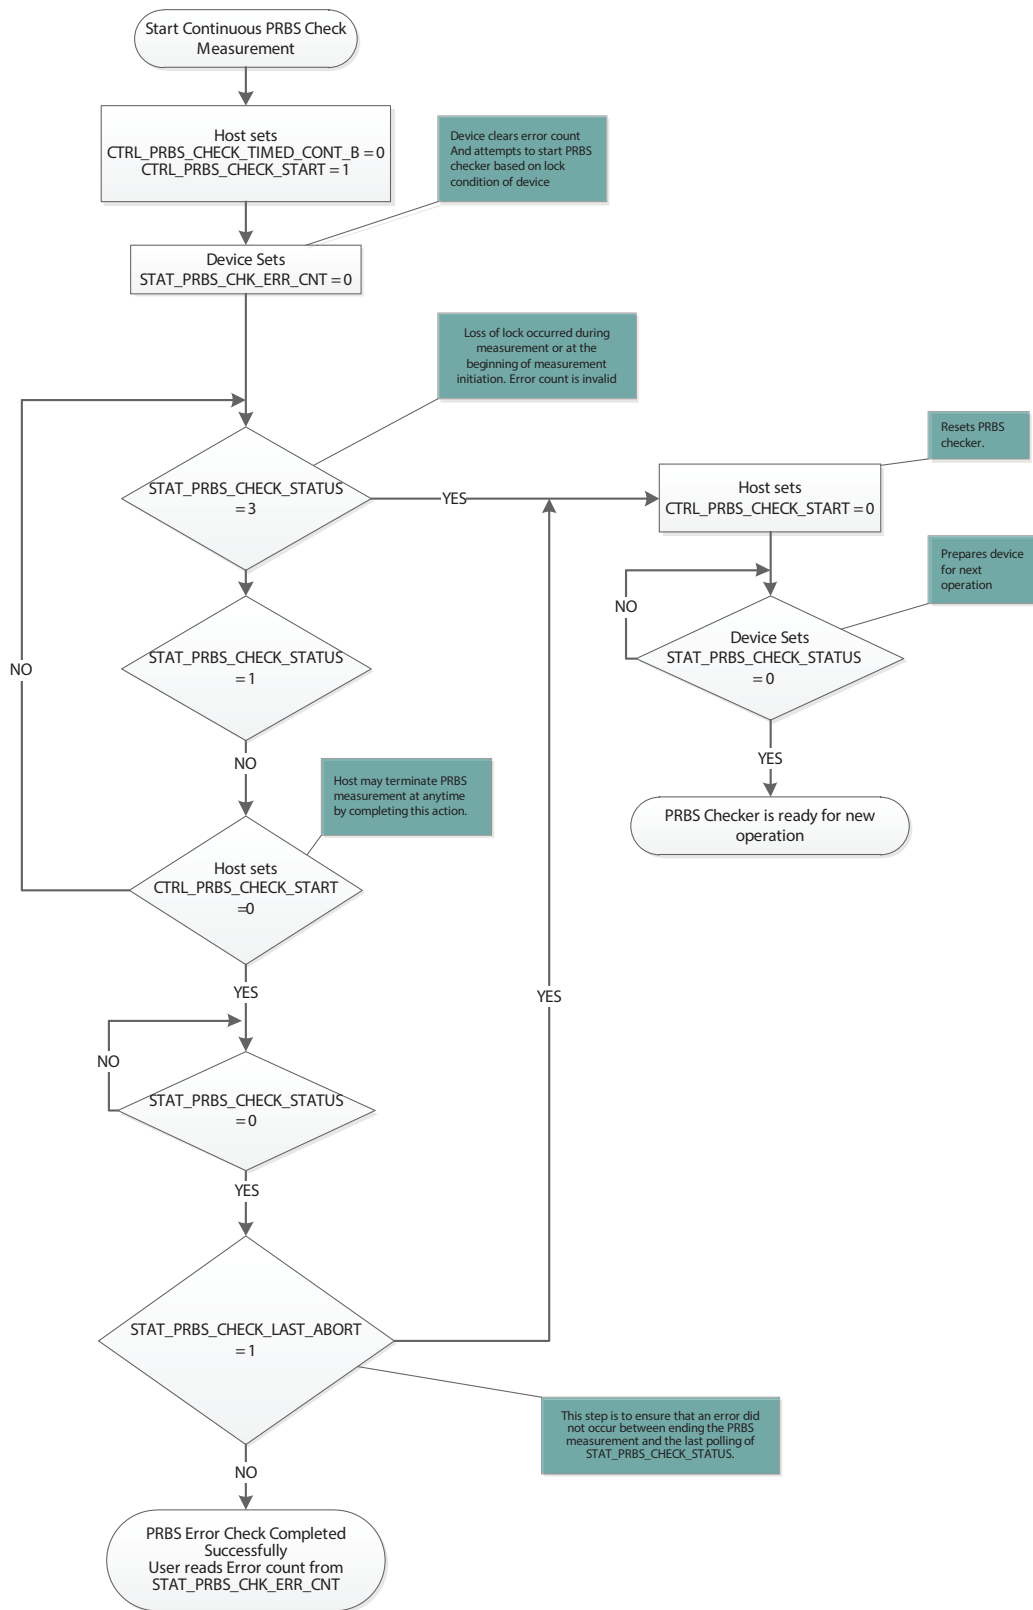 Start Continuous PRBS Check
Measurement
Host sets
CTRL_PRBS_CHECK_TIMED_CONT_B = 0
CTRL_PRBS_CHECK_START = 1
Device clears error count
And attempts to start PRBS
checker based on lock
condition of device
Device Sets
STAT_PRBS_CHK_ERR_CNT = 0
Loss of lock occurred during
measurement or at the
beginning of measurement
initiation. Error count is invalid
STAT_PRBS_CHECK_STATUS
= 3
YES
Resets PRBS
checker.
Host sets
CTRL_PRBS_CHECK_START = 0
Prepares device
for next
operation
NO
Device Sets
STAT_PRBS_CHECK_STATUS
= 0
YES
PRBS Checker is ready for new
operation
STAT_PRBS_CHECK_STATUS
= 1
NO
NO
Host may terminate PRBS
measurement at anytime
by completing this action.
Host sets
CTRL_PRBS_CHECK_START
=0
YES
YES
NO
STAT_PRBS_CHECK_STATUS
= 0
YES
STAT_PRBS_CHECK_LAST_ABORT
= 1
This step is to ensure that an error did
not occur between ending the PRBS
measurement and the last polling of
STAT_PRBS_CHECK_STATUS.
NO
PRBS Error Check Completed
Successfully
User reads Error count from
STAT_PRBS_CHK_ERR_CNT